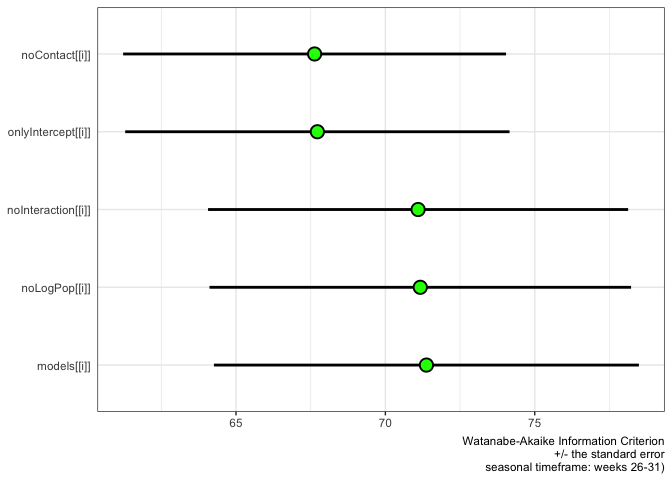 noContact[[i]]
onlyIntercept[[i]]
noInteraction[[i]]
noLogPop[[i]]
models[[i]]
65 70 75
Watanabe-Akaike Information Criterion
+/- the standard error
seasonal timeframe: weeks 26-31)